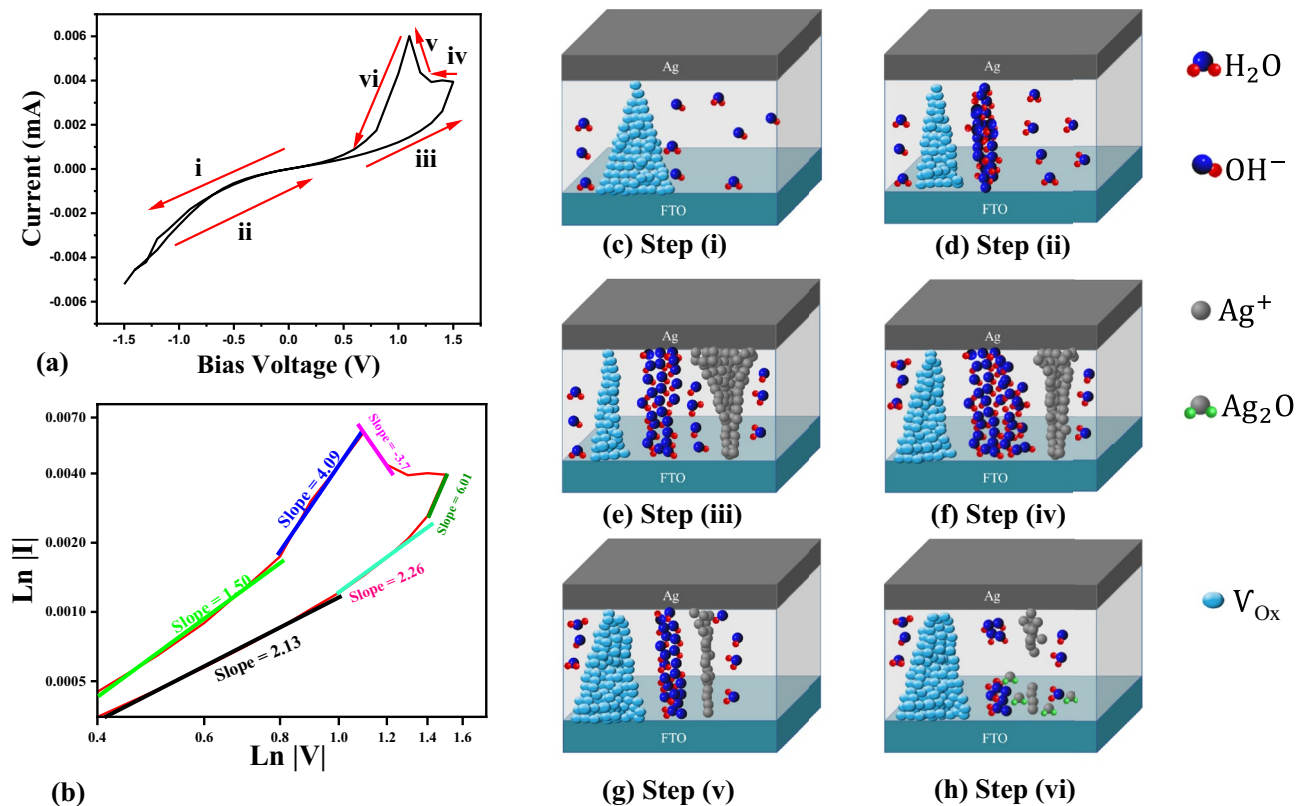 0.006
0.004
0.002
0.000
-0.002
-0.004
-0.006
Current (mA)
i
ii
iii
iv
v
vi
-1.5
-1.0
-0.5
0.0
0.5
1.0
1.5
Bias Voltage (V)
(a)
0.0070
0.0040
0.0020
0.0010
0.0005
Ln |I|
Slope = 1.50
Slope = 4.09
Slope = -3.7
Slope = 6.01
Slope = 2.26
Slope = 2.13
0.4
0.6
0.8
1.0
1.2
1.4
1.6
Ln |V|
(b)
Ag
FTO
(c) Step (i)
Ag
FTO
(d) Step (ii)
Ag
FTO
(e) Step (iii)
Ag
FTO
(f) Step (iv)
Ag
FTO
(g) Step (v)
Ag
FTO
(h) Step (vi)
H₂O
OH⁻
Ag⁺
Ag₂O
V_Ox